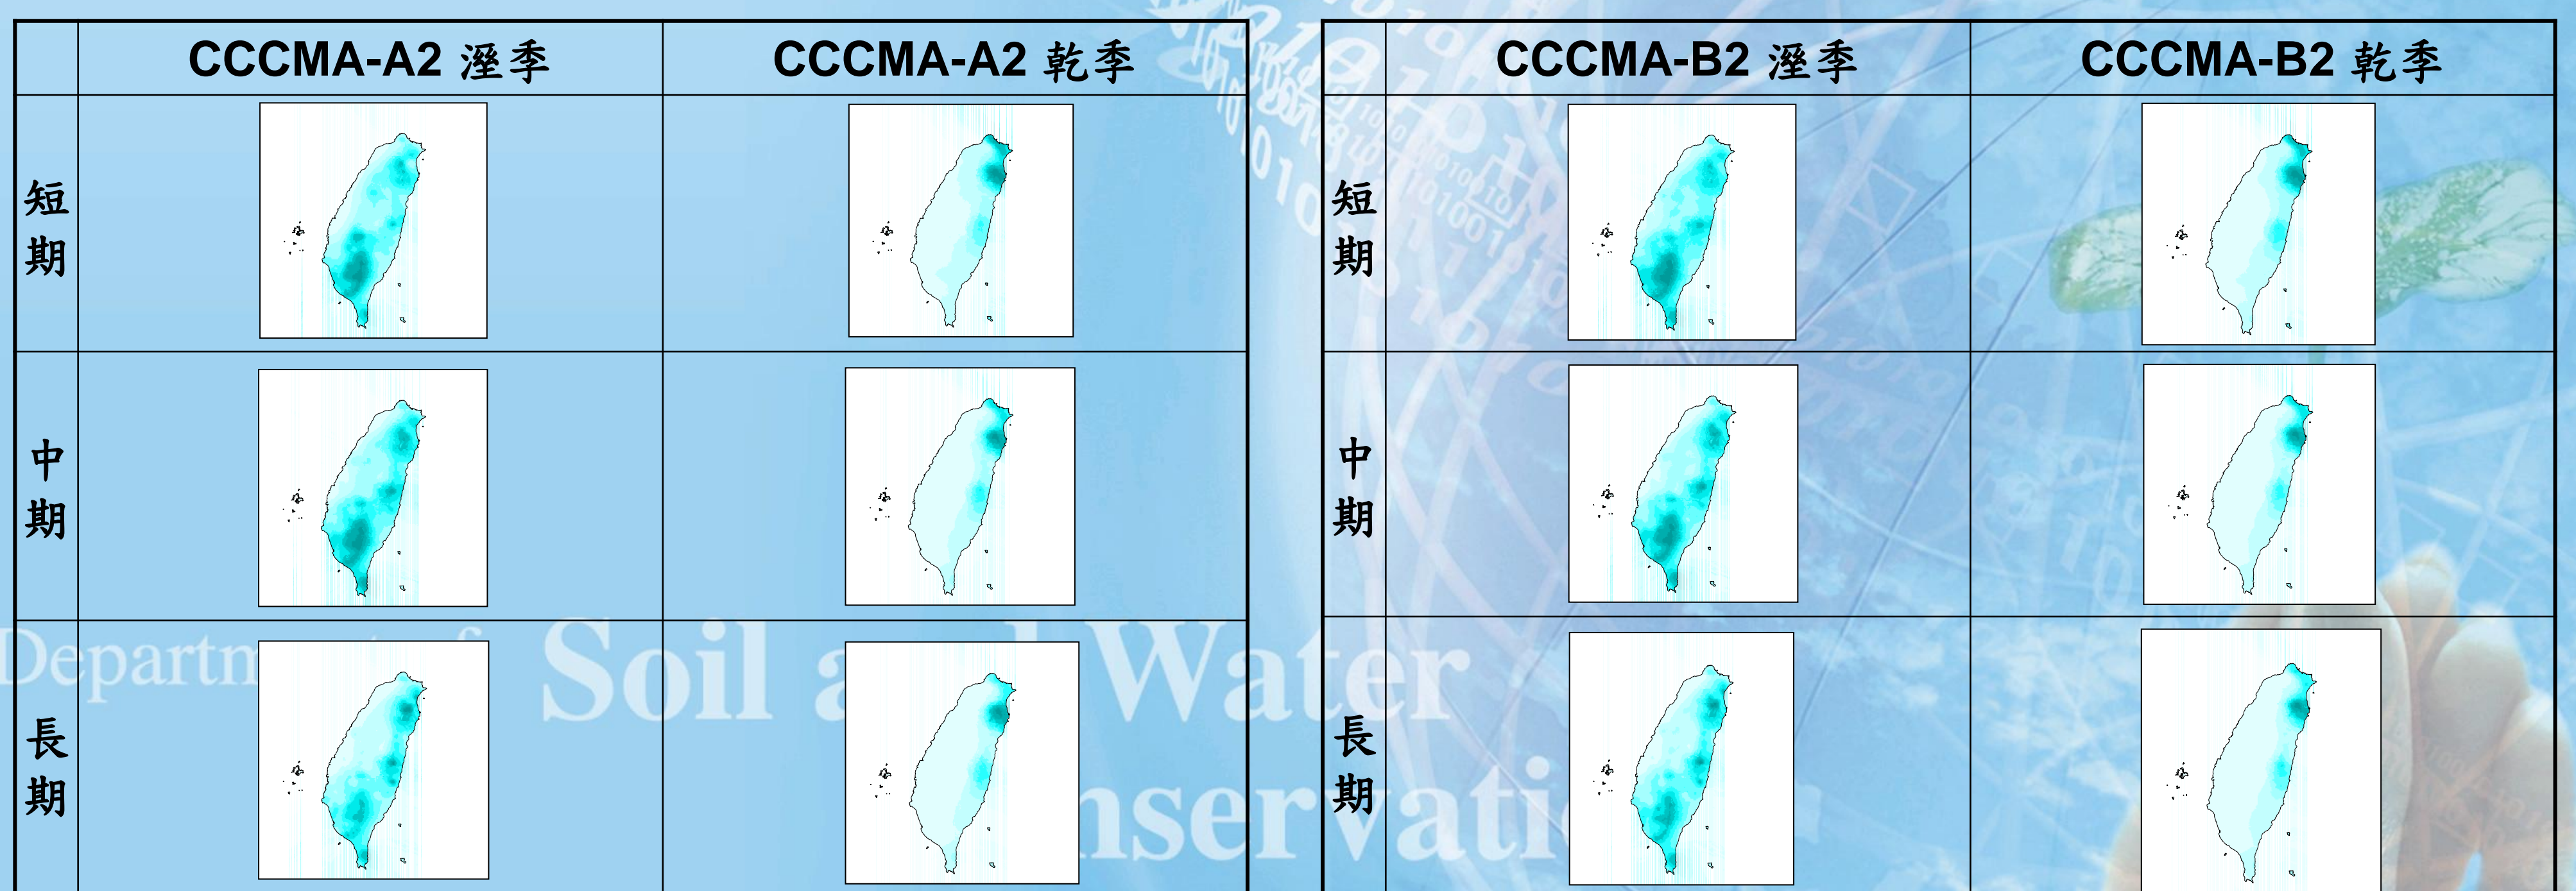 CCCMA-A2 溼季
CCCMA-A2 乾季
短期
中期
長期
CCCMA-B2 溼季
CCCMA-B2 乾季
短期
中期
長期
Soil
Water